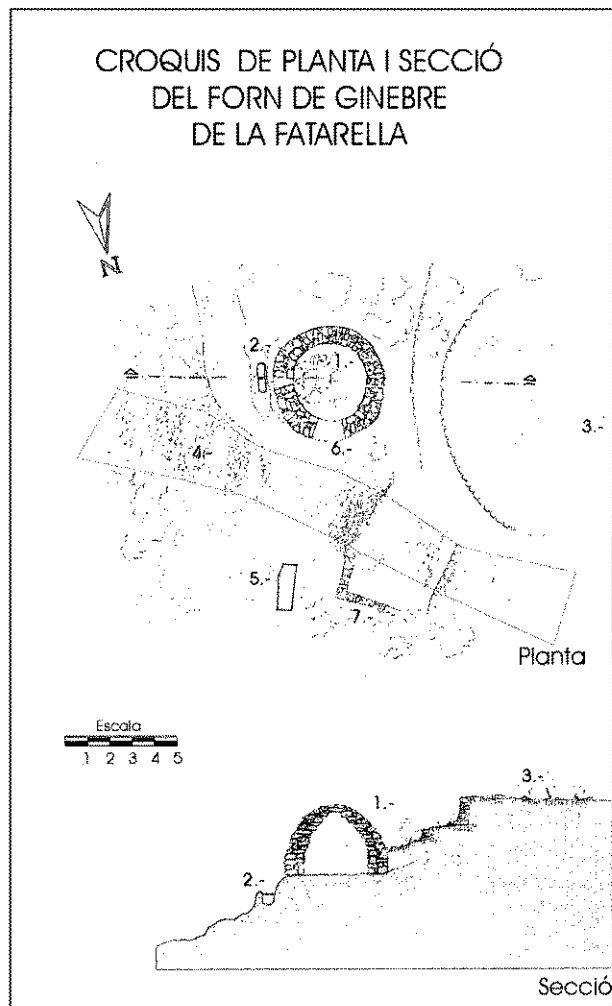 CROQUIS DE PLANTA I SECCIÓ
DEL FORN DE GINEBRE
DE LA FATARELLA
N
2.-
1.-
3.-
4.-
6.-
5.-
7.-
Planta
Escala
1 2 3 4 5
3.-
1.-
2.-
Secció